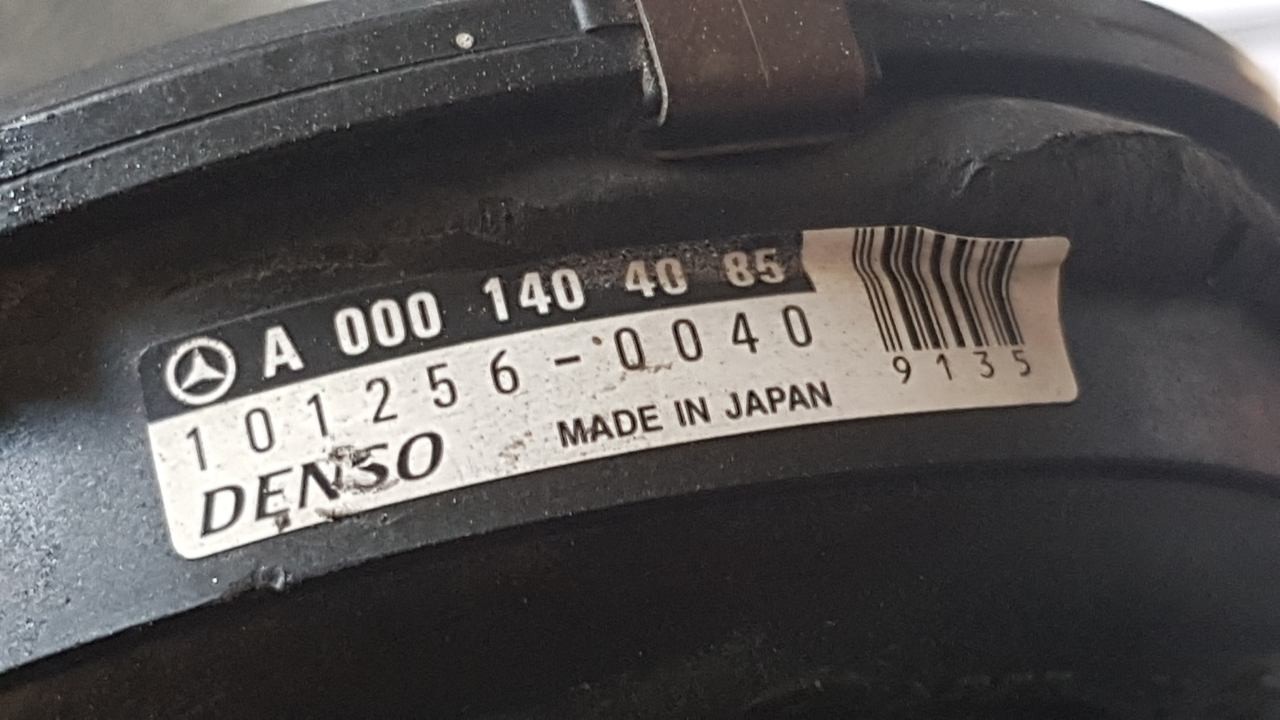 A 000 140 40 85
101256-0040
DENSO MADE IN JAPAN
9135